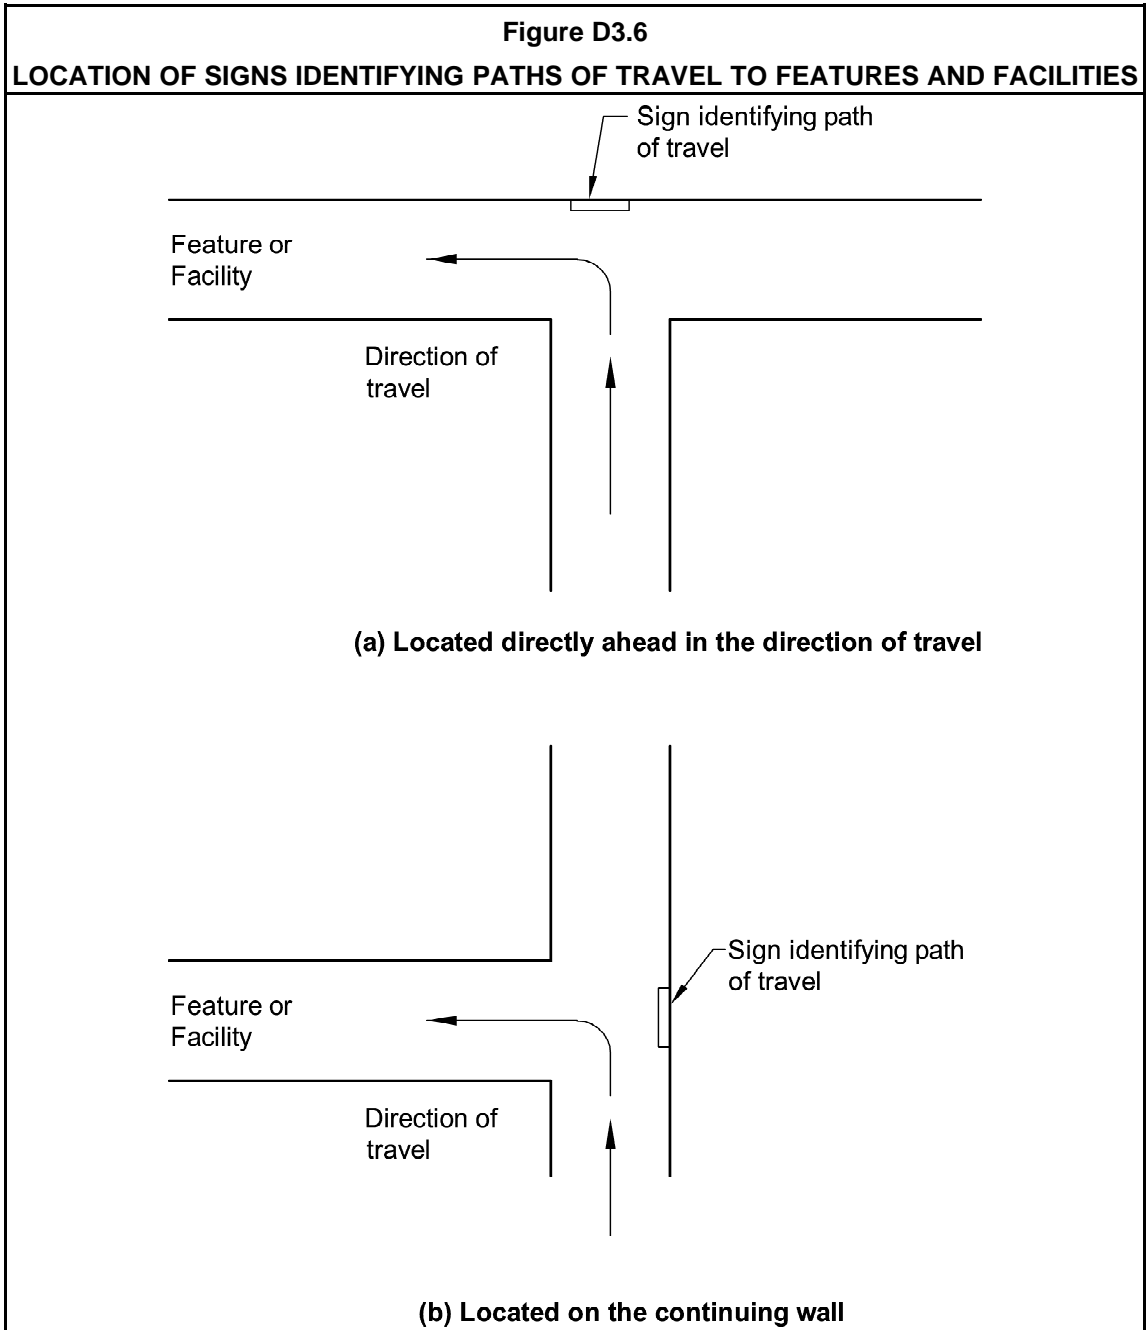 Figure D3.6
LOCATION OF SIGNS IDENTIFYING PATHS OF TRAVEL TO FEATURES AND FACILITIES
Sign identifying path
of travel
Feature or
Facility
Direction of
travel
(a) Located directly ahead in the direction of travel
Sign identifying path
of travel
Feature or
Facility
Direction of
travel
(b) Located on the continuing wall